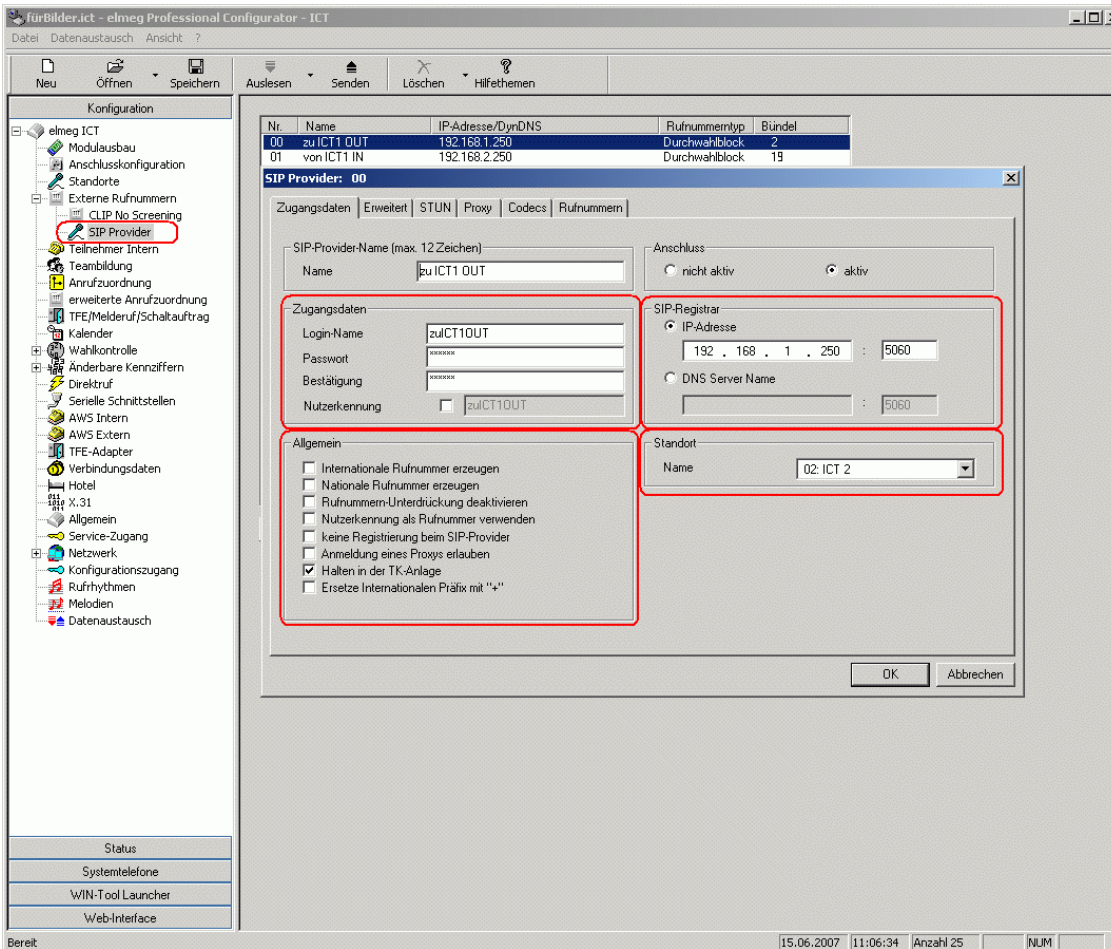 fürBilder.ict - elmeg Professional Configurator - ICT
Datei Datenaustausch Ansicht ?
Neu Öffnen Speichern Auslesen Senden Löschen Hilfethemen
Konfiguration
elmeg ICT
Modulausbau
Anschlusskonfiguration
Standorte
Externe Rufnummern
CLIP No Screening
SIP Provider
Teilnehmer Intern
Teambildung
Anrufzuordnung
erweiterte Anrufzuordnung
TFE/Melderuf/Schaltauftrag
Kalender
Wahlkontrolle
Änderbare Kennziffern
Direktruf
Serielle Schnittstellen
AWS Intern
AWS Extern
TFE-Adapter
Verbindungsdaten
Hotel
X.31
Allgemein
Service-Zugang
Netzwerk
Konfigurationszugang
Rufrhythmen
Melodien
Datenaustausch
Status
Systemtelefone
WIN-Tool Launcher
Web-Interface
Nr. Name IP-Adresse/DynDNS Rufnummerntyp Bündel
00 zu ICT1 OUT 192.168.1.250 Durchwahlblock 2
01 von ICT1 IN 192.168.2.250 Durchwahlblock 19
SIP Provider: 00
Zugangsdaten Erweitert STUN Proxy Codecs Rufnummern
SIP-Provider-Name (max. 12 Zeichen)
Name zu ICT1 OUT
Anschluss
nicht aktiv aktiv
Zugangsdaten
Login-Name zuICT1OUT
Passwort ××××××
Bestätigung ××××××
Nutzerkennung zuICT1OUT
SIP-Registrar
IP-Adresse
192 . 168 . 1 . 250 : 5060
DNS Server Name
: 5060
Allgemein
Internationale Rufnummer erzeugen
Nationale Rufnummer erzeugen
Rufnummern-Unterdrückung deaktivieren
Nutzerkennung als Rufnummer verwenden
keine Registrierung beim SIP-Provider
Anmeldung eines Proxys erlauben
Halten in der TK-Anlage
Ersetze Internationalen Präfix mit "+"
Standort
Name 02: ICT 2
OK Abbrechen
Bereit 15.06.2007 11:06:34 Anzahl 25 NUM